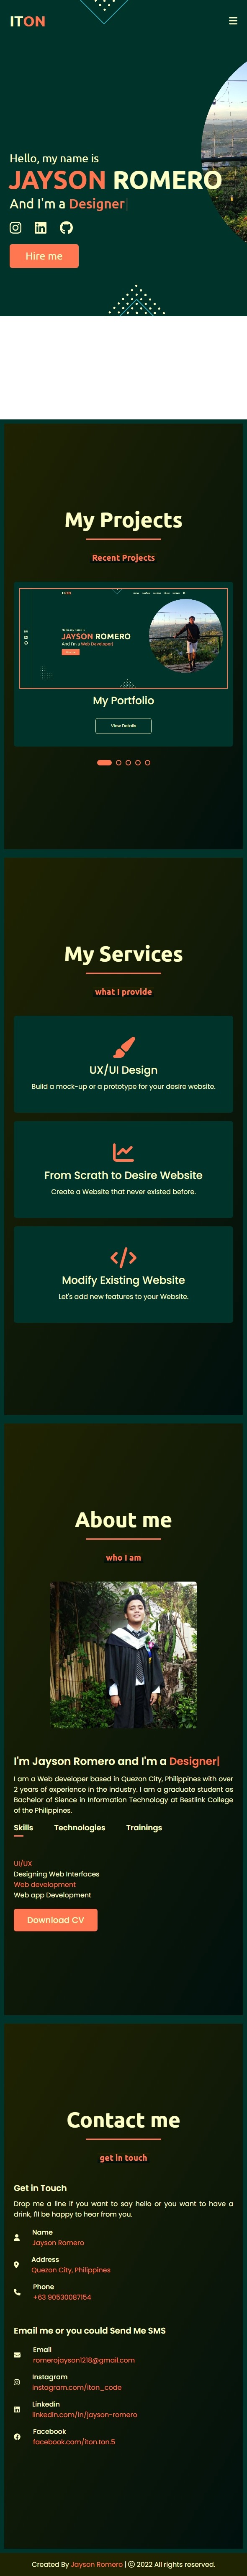 ITON
Hello, my name is
JAYSON ROMERO
And I'm a Designer|
Hire me
My Projects
Recent Projects
ITON
Hello, my name is
JAYSON ROMERO
And I'm a Web Developer|
My Portfolio
View Details
My Services
what I provide
UX/UI Design
Build a mock-up or a prototype for your desire website.
From Scrath to Desire Website
Create a Website that never existed before.
Modify Existing Website
Let's add new features to your Website.
About me
who I am
I'm Jayson Romero and I'm a Designer|
I am a Web developer based in Quezon City, Philippines with over
2 years of experience in the industry. I am a graduate student as
Bachelor of Sience in Information Technology at Bestlink College
of the Philippines.
Skills Technologies Trainings
UI/UX
Designing Web Interfaces
Web development
Web app Development
Download CV
Contact me
get in touch
Get in Touch
Drop me a line if you want to say hello or you want to have a
drink, I'll be happy to hear from you.
Name
Jayson Romero
Address
Quezon City, Philippines
Phone
+63 90530087154
Email me or you could Send Me SMS
Email
romerojayson1218@gmail.com
Instagram
instagram.com/iton_code
Linkedin
linkedin.com/in/jayson-romero
Facebook
facebook.com/iton.ton.5
Created By Jayson Romero | © 2022 All rights reserved.